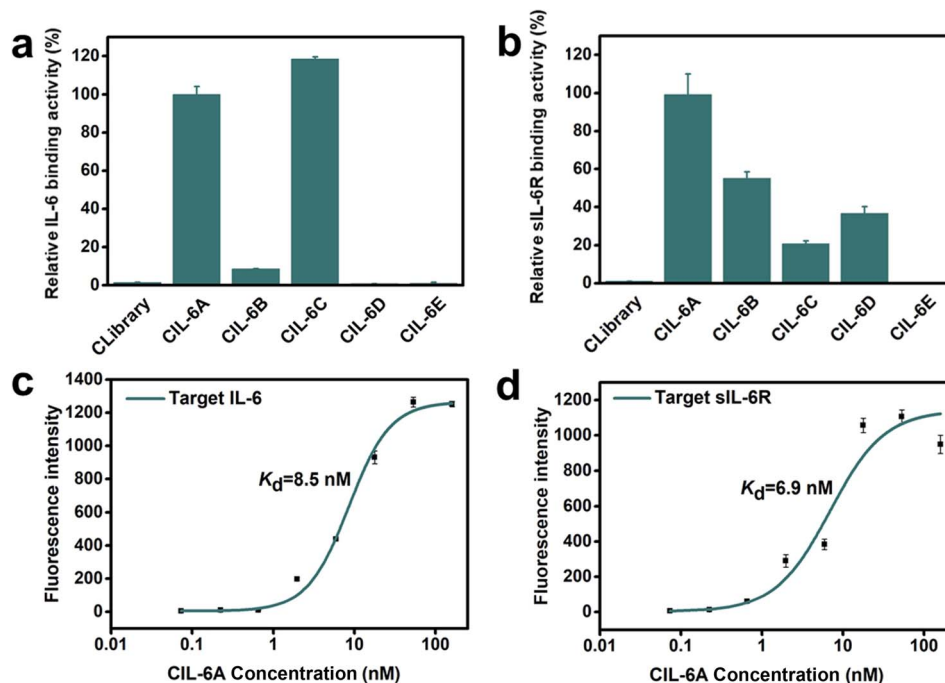 a
Relative IL-6 binding activity (%)
120
100
80
60
40
20
0
CLibrary
CIL-6A
CIL-6B
CIL-6C
CIL-6D
CIL-6E
b
Relative sIL-6R binding activity (%)
120
100
80
60
40
20
0
CLibrary
CIL-6A
CIL-6B
CIL-6C
CIL-6D
CIL-6E
c
Fluorescence intensity
1400
1200
1000
800
600
400
200
0
Target IL-6
Kd=8.5 nM
0.01
0.1
1
10
100
CIL-6A Concentration (nM)
d
Fluorescence intensity
1200
1000
800
600
400
200
0
Target sIL-6R
Kd=6.9 nM
0.01
0.1
1
10
100
CIL-6A Concentration (nM)